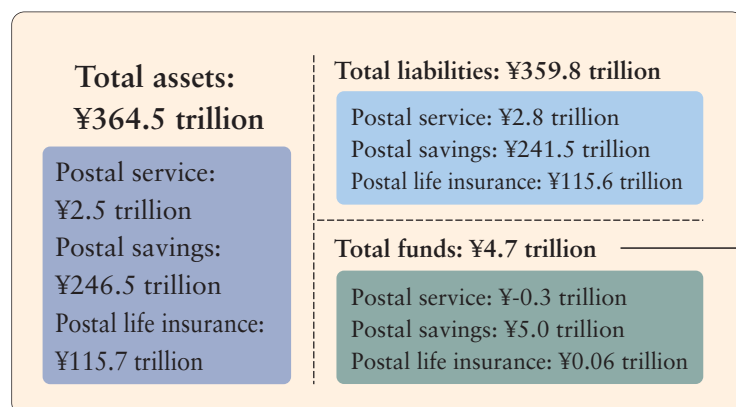 Total assets:
¥364.5 trillion
Postal service:
¥2.5 trillion
Postal savings:
¥246.5 trillion
Postal life insurance:
¥115.7 trillion
Total liabilities: ¥359.8 trillion
Postal service: ¥2.8 trillion
Postal savings: ¥241.5 trillion
Postal life insurance: ¥115.6 trillion
Total funds: ¥4.7 trillion
Postal service: ¥-0.3 trillion
Postal savings: ¥5.0 trillion
Postal life insurance: ¥0.06 trillion